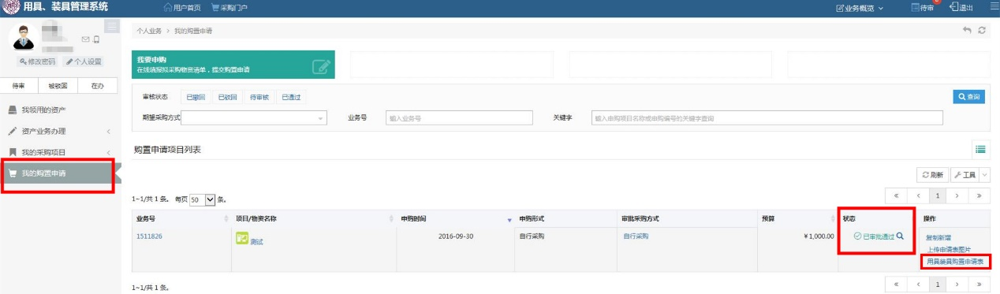 用具、装具管理系统
用户首页 采购门户
业务概览 待审 退出
修改密码 个人设置
待审 被驳回 在办
我领用的资产
资产业务办理
我的采购项目
我的购置申请
个人业务 > 我的购置申请
我要申购
在线填报拟采购物资清单，提交购置申请
审核状态 已撤回 已驳回 待审核 已通过
查询
期望采购方式 业务号 输入业务号 关键字 输入申购项目名称或申购编号的关键字查询
购置申请项目列表
刷新 工具
1~1/共1条。 每页 50 条。
« < 1 > »
业务号 项目/物资名称 申购时间 申购形式 审批采购方式 预算 状态 操作
1511826 测试 2016-09-30 自行采购 自行采购 ¥1,000.00 已审批通过 复制新增
上传申请表图片
用具装具购置申请表
1~1/共1条。
« < 1 > »